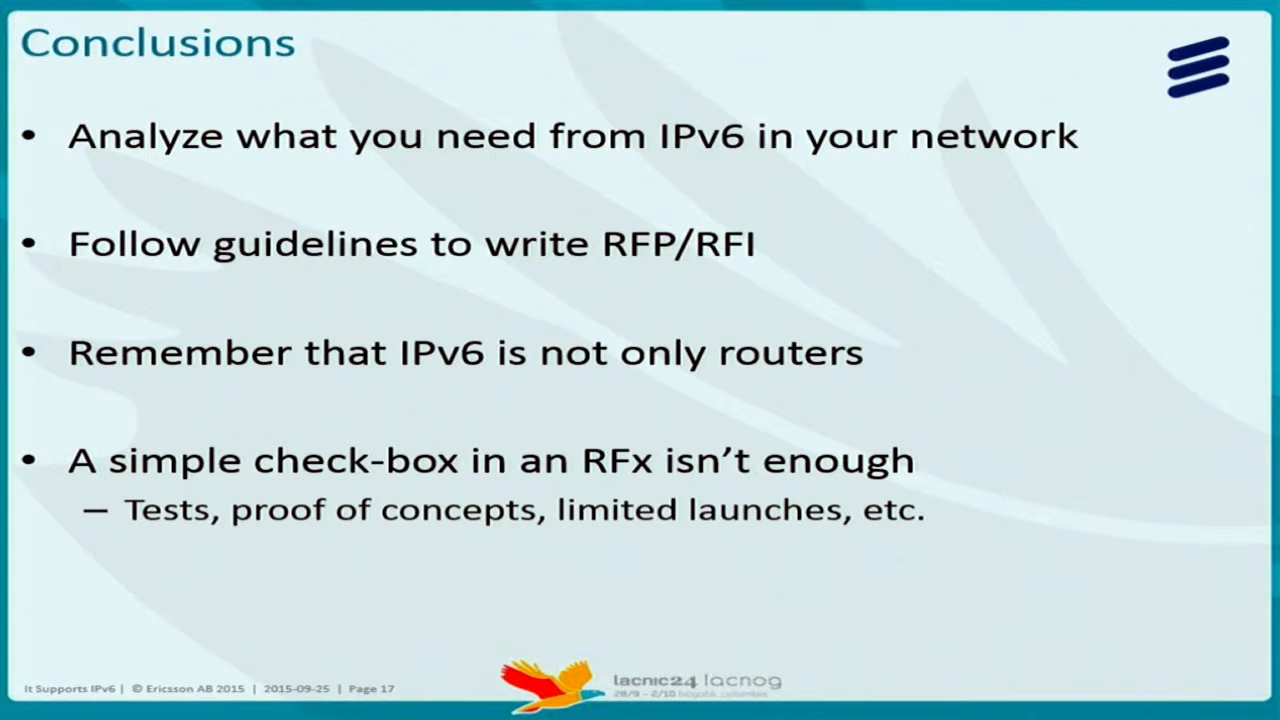 Conclusions
• Analyze what you need from IPv6 in your network
• Follow guidelines to write RFP/RFI
• Remember that IPv6 is not only routers
• A simple check-box in an RFx isn't enough
– Tests, proof of concepts, limited launches, etc.
It Supports IPv6 | © Ericsson AB 2015 | 2015-09-25 | Page 17
lacnic24 lacnog
28/9 - 2/10 bogotá, colombia